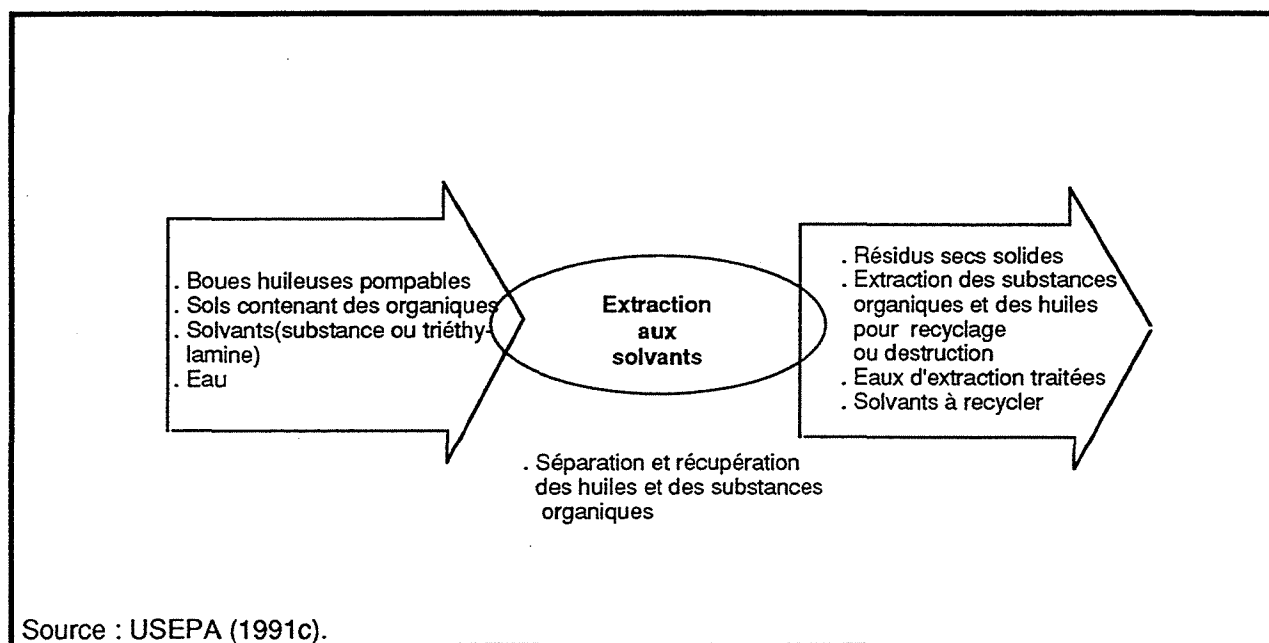 . Boues huileuses pompables
. Sols contenant des organiques
. Solvants(substance ou triéthy-
lamine)
. Eau
Extraction
aux
solvants
. Résidus secs solides
. Extraction des substances
organiques et des huiles
pour recyclage
ou destruction
. Eaux d'extraction traitées
. Solvants à recycler
. Séparation et récupération
des huiles et des substances
organiques
Source : USEPA (1991c).